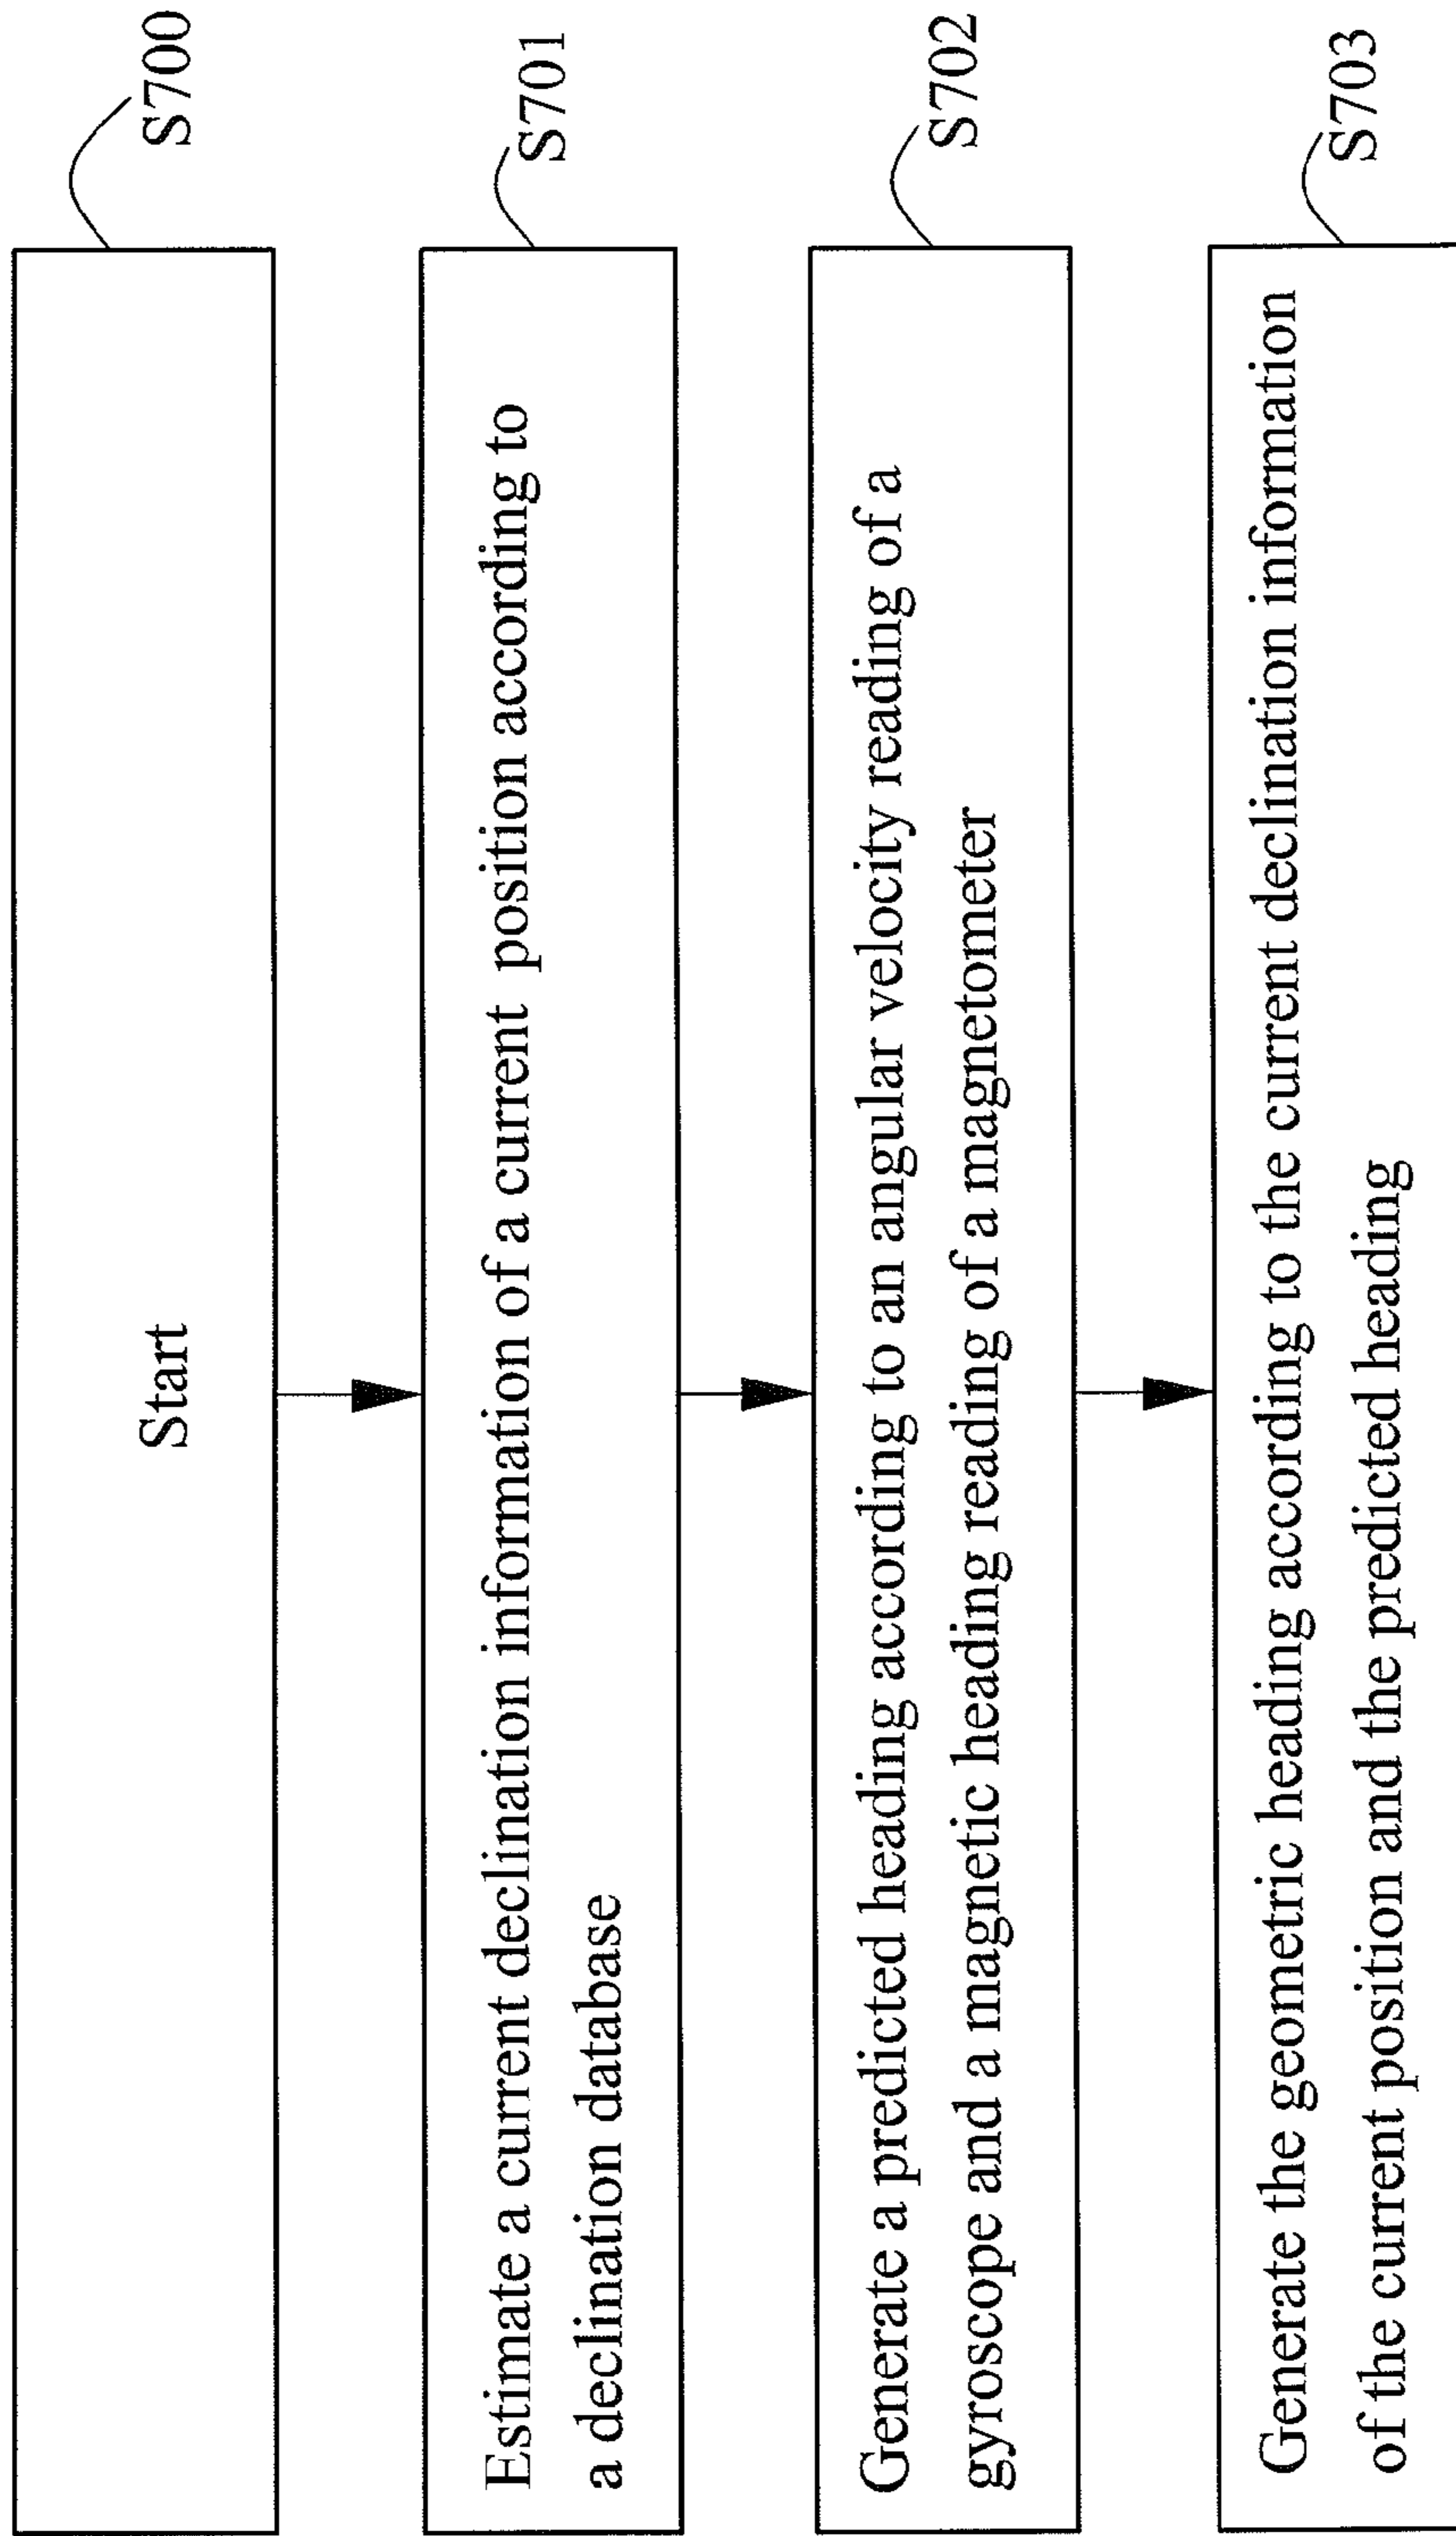 Start
S700
Estimate a current declination information of a current position according to
a declination database
S701
Generate a predicted heading according to an angular velocity reading of a
gyroscope and a magnetic heading reading of a magnetometer
S702
Generate the geometric heading according to the current declination information
of the current position and the predicted heading
S703